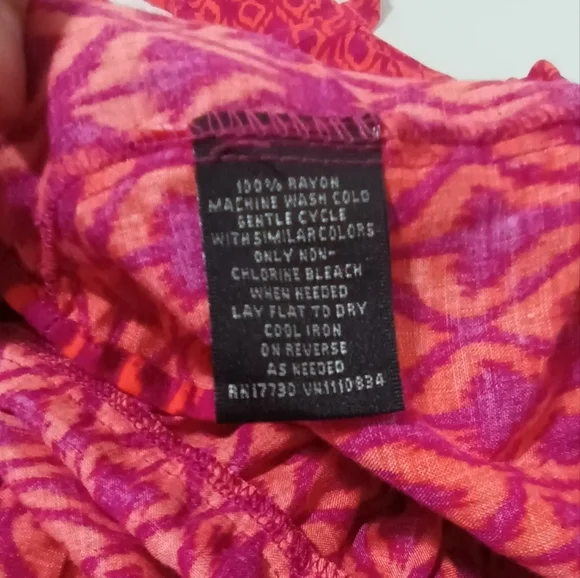 100% RAYON
MACHINE WASH COLD
GENTLE CYCLE
WITH SIMILAR COLORS
ONLY NON-
CHLORINE BLEACH
WHEN NEEDED
LAY FLAT TO DRY
COOL IRON
ON REVERSE
AS NEEDED
RN17730 VN1110834